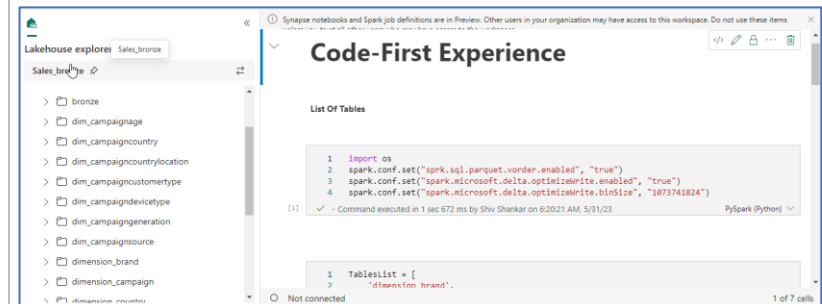 Synapse notebooks and Spark job definitions are in Preview. Other users in your organization may have access to this workspace. Do not use these items
Lakehouse explorer
Sales_bronze
Sales_bronze
bronze
dim_campaignage
dim_campaigncountry
dim_campaigncountrylocation
dim_campaigncustomertype
dim_campaigndevicetype
dim_campaigngeneration
dim_campaignsource
dimension_brand
dimension_campaign
dimension_country
Code-First Experience
List Of Tables
1 import os
2 spark.conf.set("sprk.sql.parquet.vorder.enabled", "true")
3 spark.conf.set("spark.microsoft.delta.optimizeWrite.enabled", "true")
4 spark.conf.set("spark.microsoft.delta.optimizeWrite.binSize", "1073741824")
[1] - Command executed in 1 sec 672 ms by Shiv Shankar on 6:20:21 AM, 5/31/23 PySpark (Python)
1 TablesList = [
2 'dimension_brand',
Not connected 1 of 7 cells